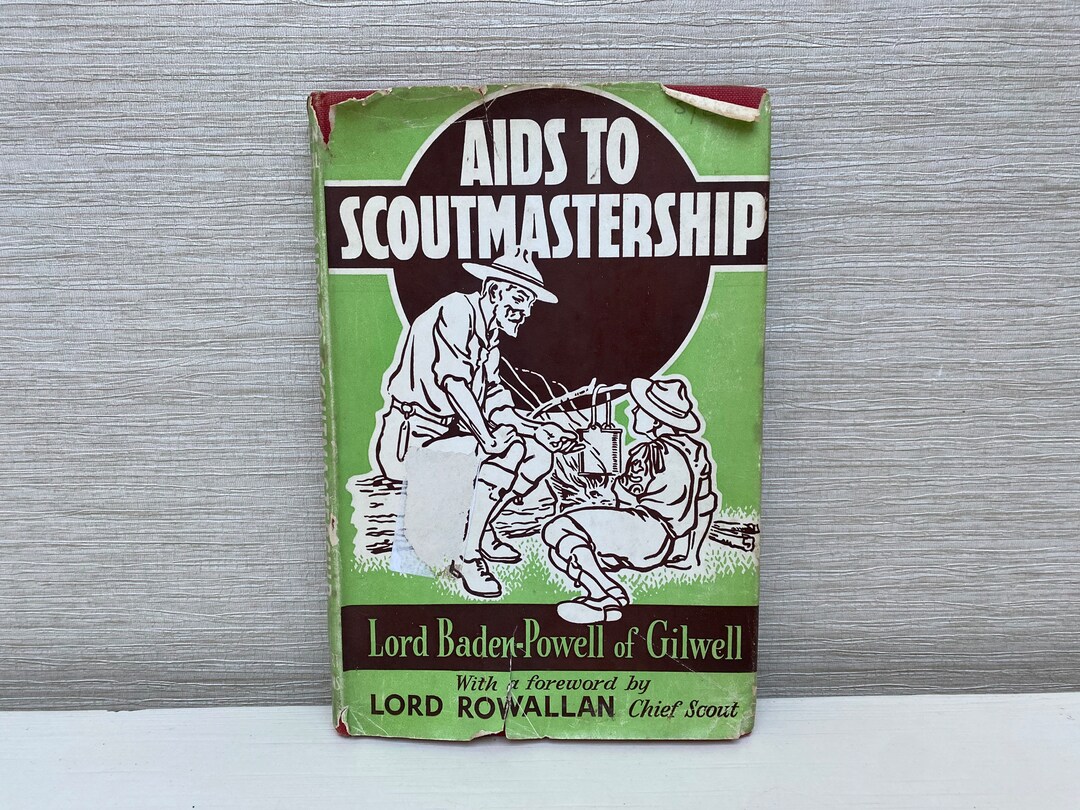 AIDS TO
SCOUTMASTERSHIP
Lord Baden-Powell of Gilwell
With a foreword by
LORD ROWALLAN Chief Scout